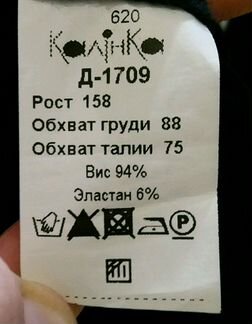 620
КалінКа
Д-1709
Рост 158
Обхват груди 88
Обхват талии 75
Вис 94%
Эластан 6%
P